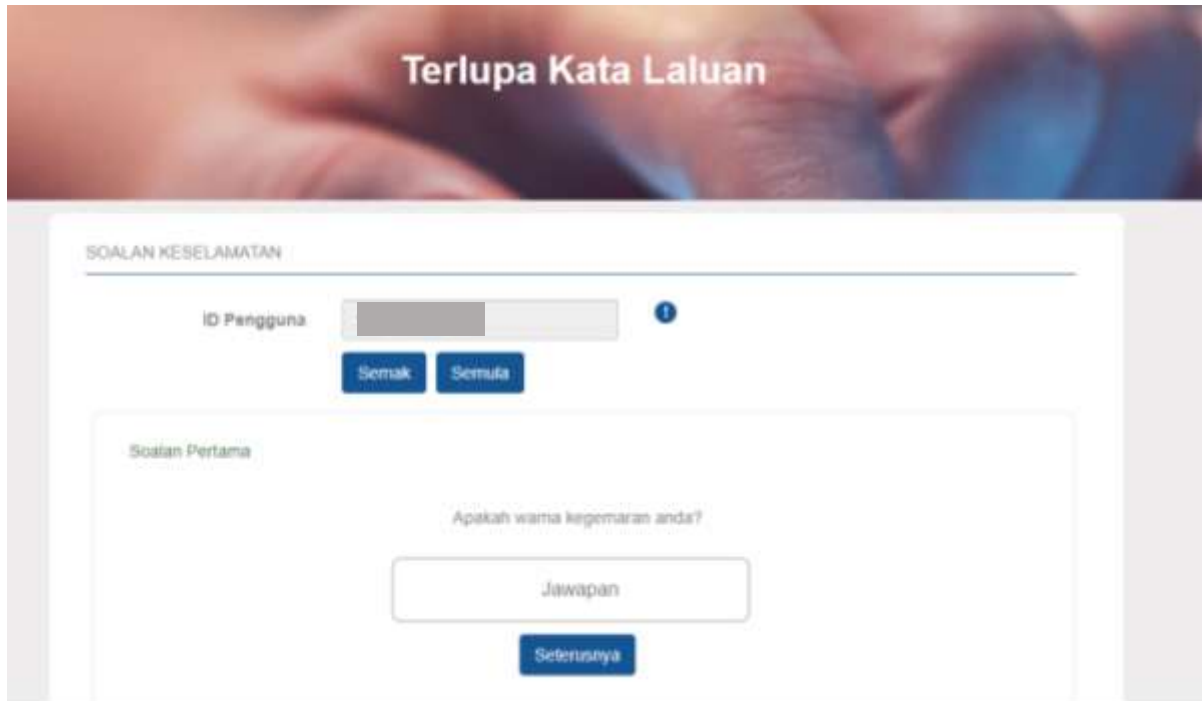 Terlupa Kata Laluan
SOALAN KESELAMATAN
ID Pengguna
!
Semak Semula
Soalan Pertama
Apakah warna kegemaran anda?
Jawapan
Seterusnya